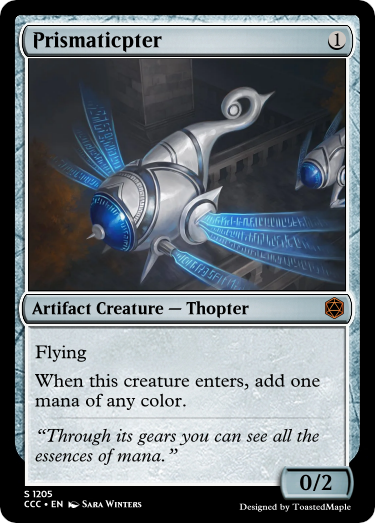 Prismaticpter 1
Artifact Creature — Thopter
Flying
When this creature enters, add one
mana of any color.
“Through its gears you can see all the
essences of mana.”
0/2
S 1205
CCC • EN Sara Winters
Designed by ToastedMaple